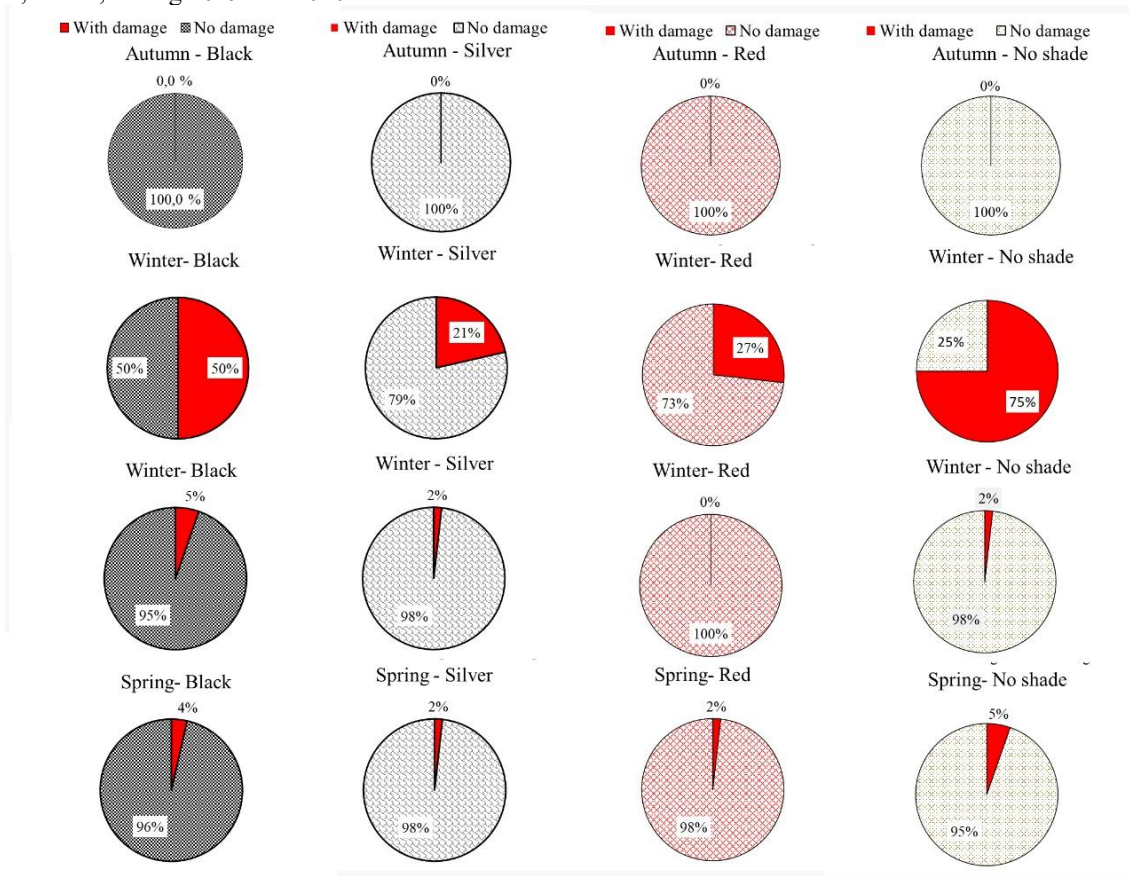 With damage No damage
With damage No damage
With damage No damage
With damage No damage
Autumn - Black
Autumn - Silver
Autumn - Red
Autumn - No shade
0,0 %
0%
0%
0%
100,0 %
100%
100%
100%
Winter- Black
Winter - Silver
Winter- Red
Winter - No shade
50%
50%
21%
79%
27%
73%
25%
75%
Winter- Black
Winter - Silver
Winter- Red
Winter - No shade
5%
2%
0%
2%
95%
98%
100%
98%
Spring- Black
Spring - Silver
Spring- Red
Spring- No shade
4%
2%
2%
5%
96%
98%
98%
95%